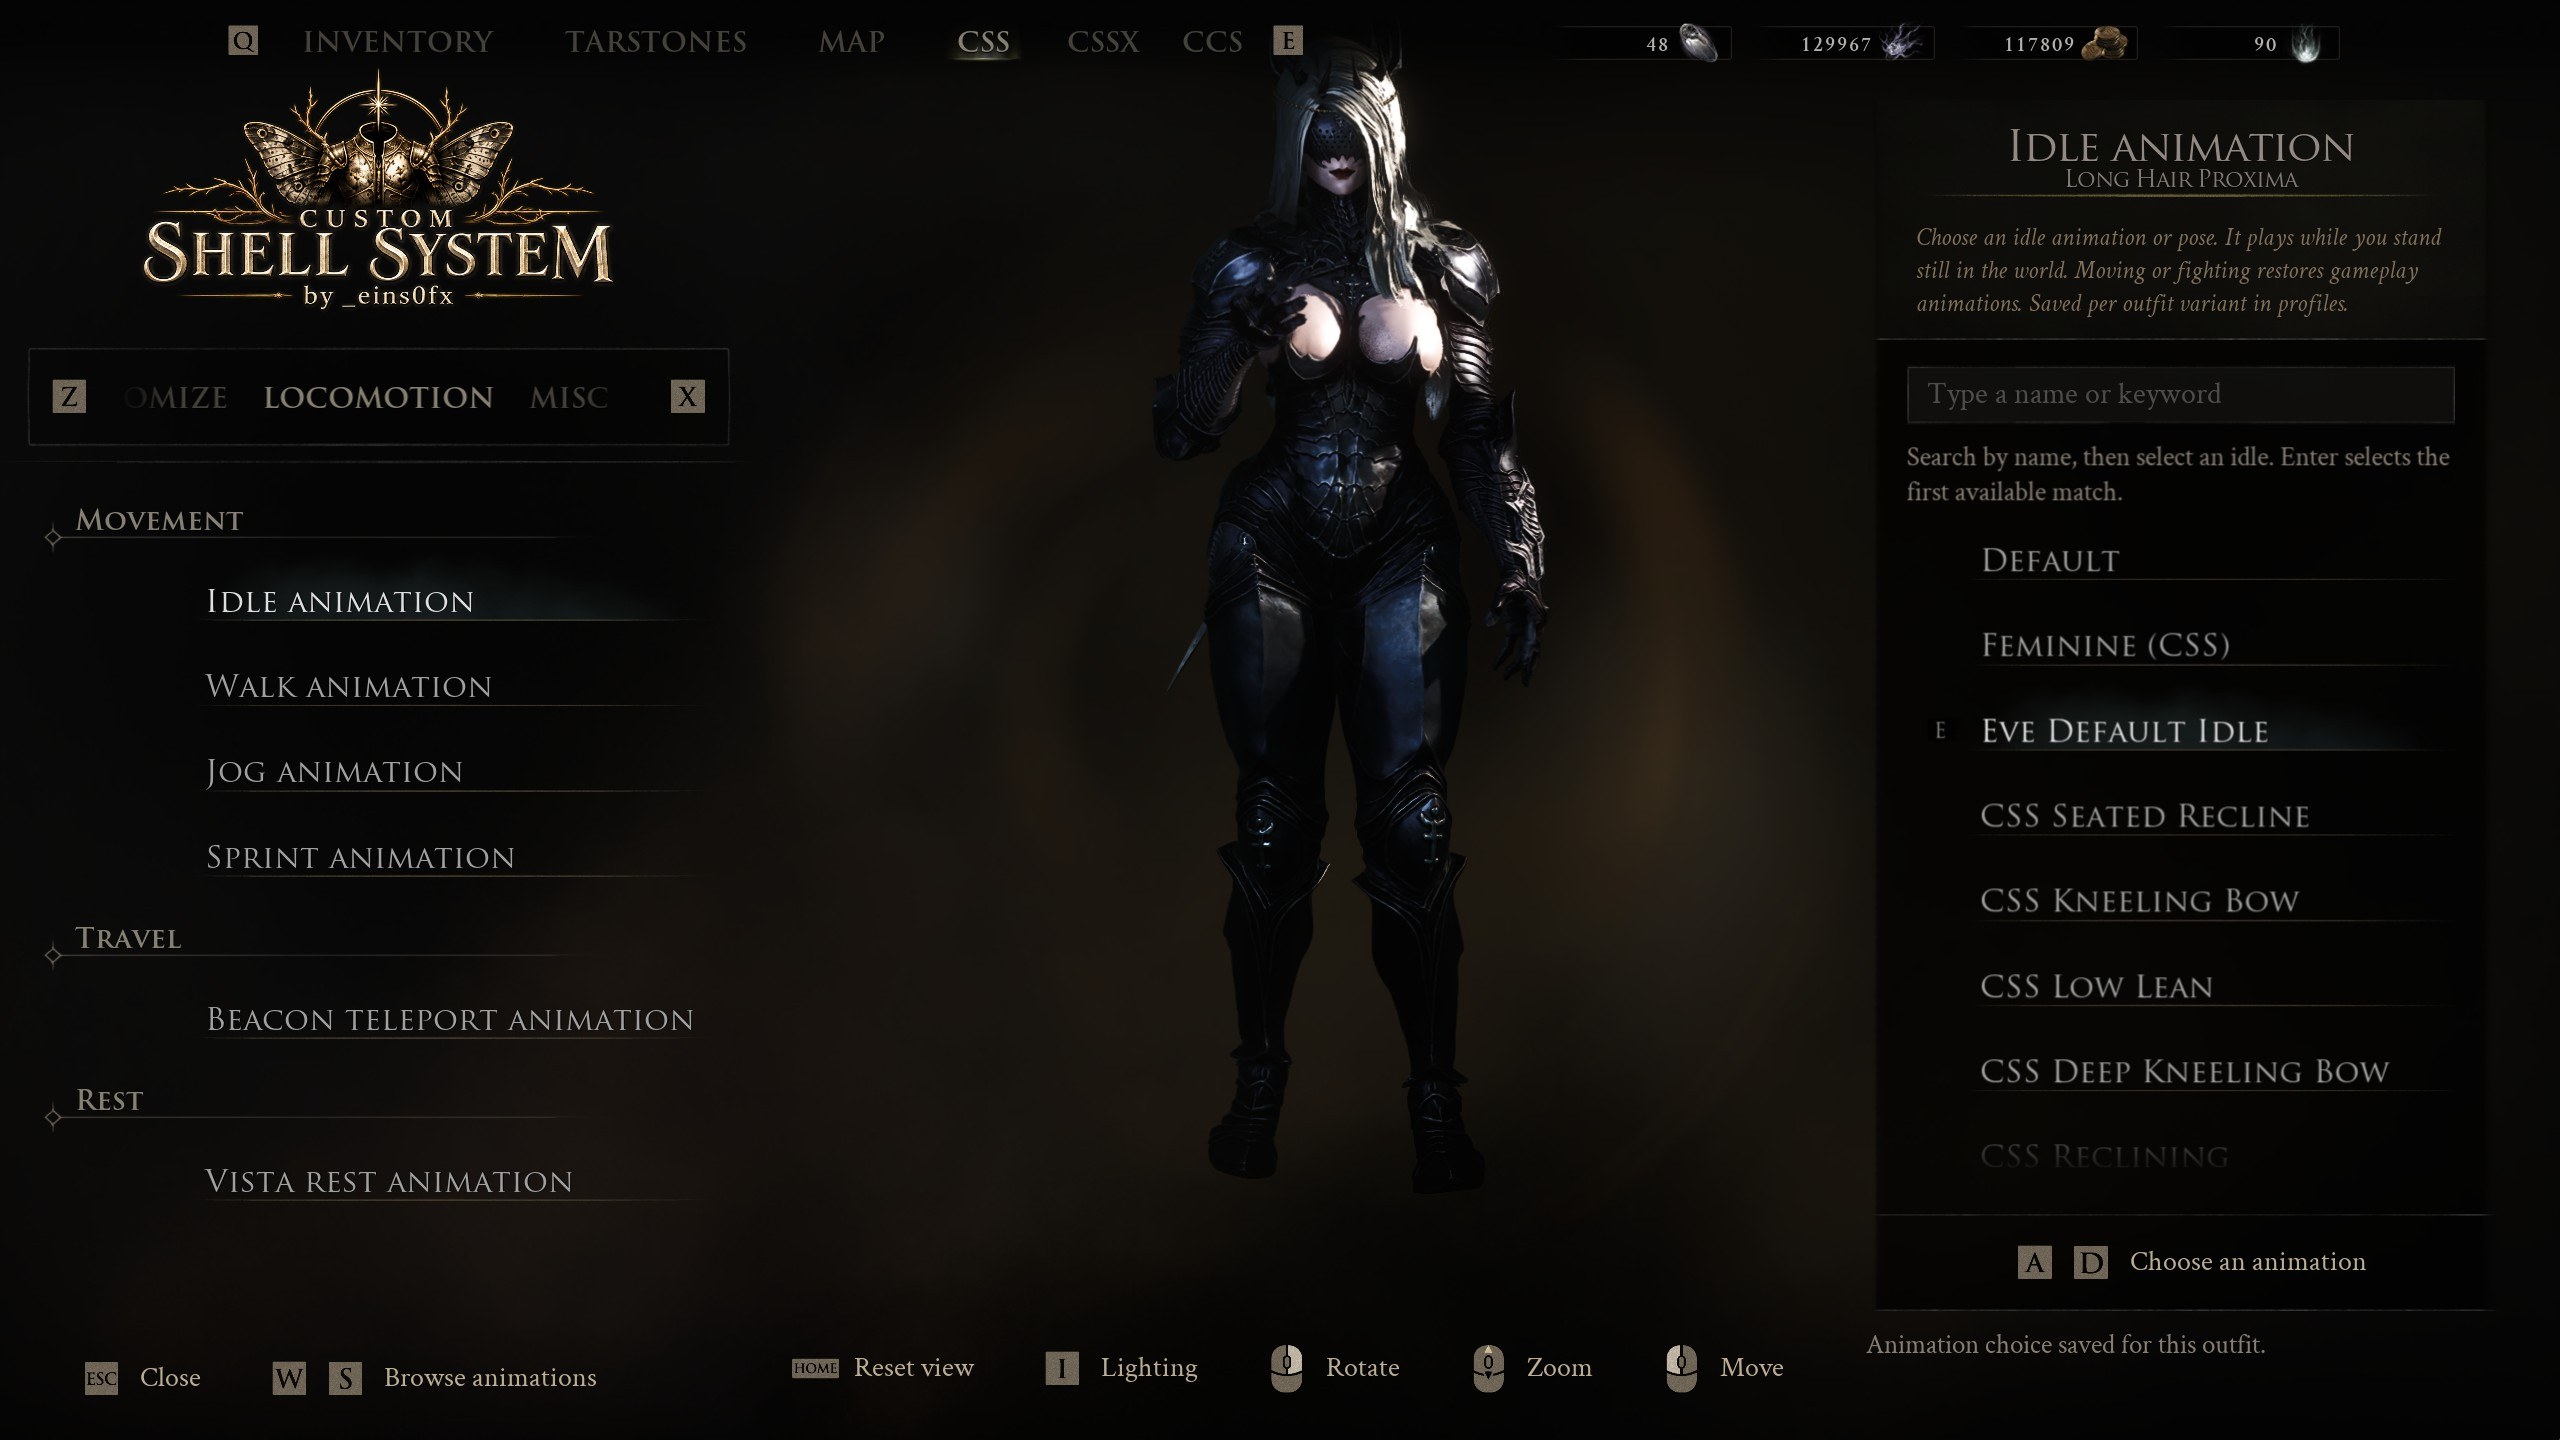 Q INVENTORY TARSTONES MAP CSS CSSX CCS E
48 129967 117809 90
CUSTOM
SHELL SYSTEM
by _eins0fx
Z OMIZE LOCOMOTION MISC X
MOVEMENT
IDLE ANIMATION
WALK ANIMATION
JOG ANIMATION
SPRINT ANIMATION
TRAVEL
BEACON TELEPORT ANIMATION
REST
VISTA REST ANIMATION
IDLE ANIMATION
LONG HAIR PROXIMA
Choose an idle animation or pose. It plays while you stand
still in the world. Moving or fighting restores gameplay
animations. Saved per outfit variant in profiles.
Type a name or keyword
Search by name, then select an idle. Enter selects the
first available match.
DEFAULT
FEMININE (CSS)
E EVE DEFAULT IDLE
CSS SEATED RECLINE
CSS KNEELING BOW
CSS LOW LEAN
CSS DEEP KNEELING BOW
CSS RECLINING
A D Choose an animation
Animation choice saved for this outfit.
ESC Close W S Browse animations HOME Reset view I Lighting Rotate Zoom Move